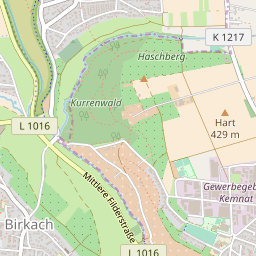 K 1217
Haschberg
Kurrenwald
L 1016
Hart
429 m
Mittlere Filderstraße
Gewerbegeb
Kemnat
Birkach
L 1016